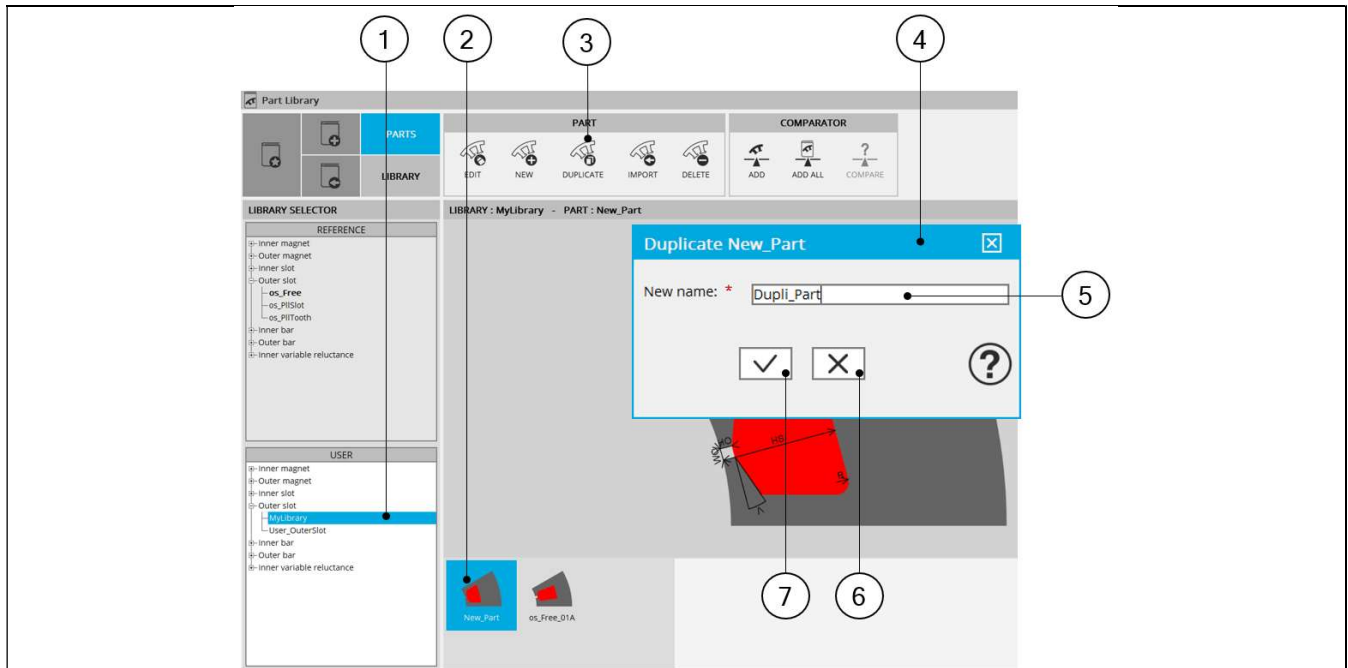 1
2
3
4
Part Library
PARTS
LIBRARY
PART
EDIT
NEW
DUPLICATE
IMPORT
DELETE
COMPARATOR
ADD
ADD ALL
COMPARE
LIBRARY SELECTOR
LIBRARY : MyLibrary - PART : New_Part
REFERENCE
Inner magnet
Outer magnet
Inner slot
Outer slot
os_Free
os_PllSlot
os_PllTooth
Inner bar
Outer bar
Inner variable reluctance
Duplicate New_Part
New name: * Dupli_Part
5
?
HS
WO
R
V
USER
Inner magnet
Outer magnet
Inner slot
Outer slot
MyLibrary
User_OuterSlot
Inner bar
Outer bar
Inner variable reluctance
New_Part
os_Free_01A
7
6